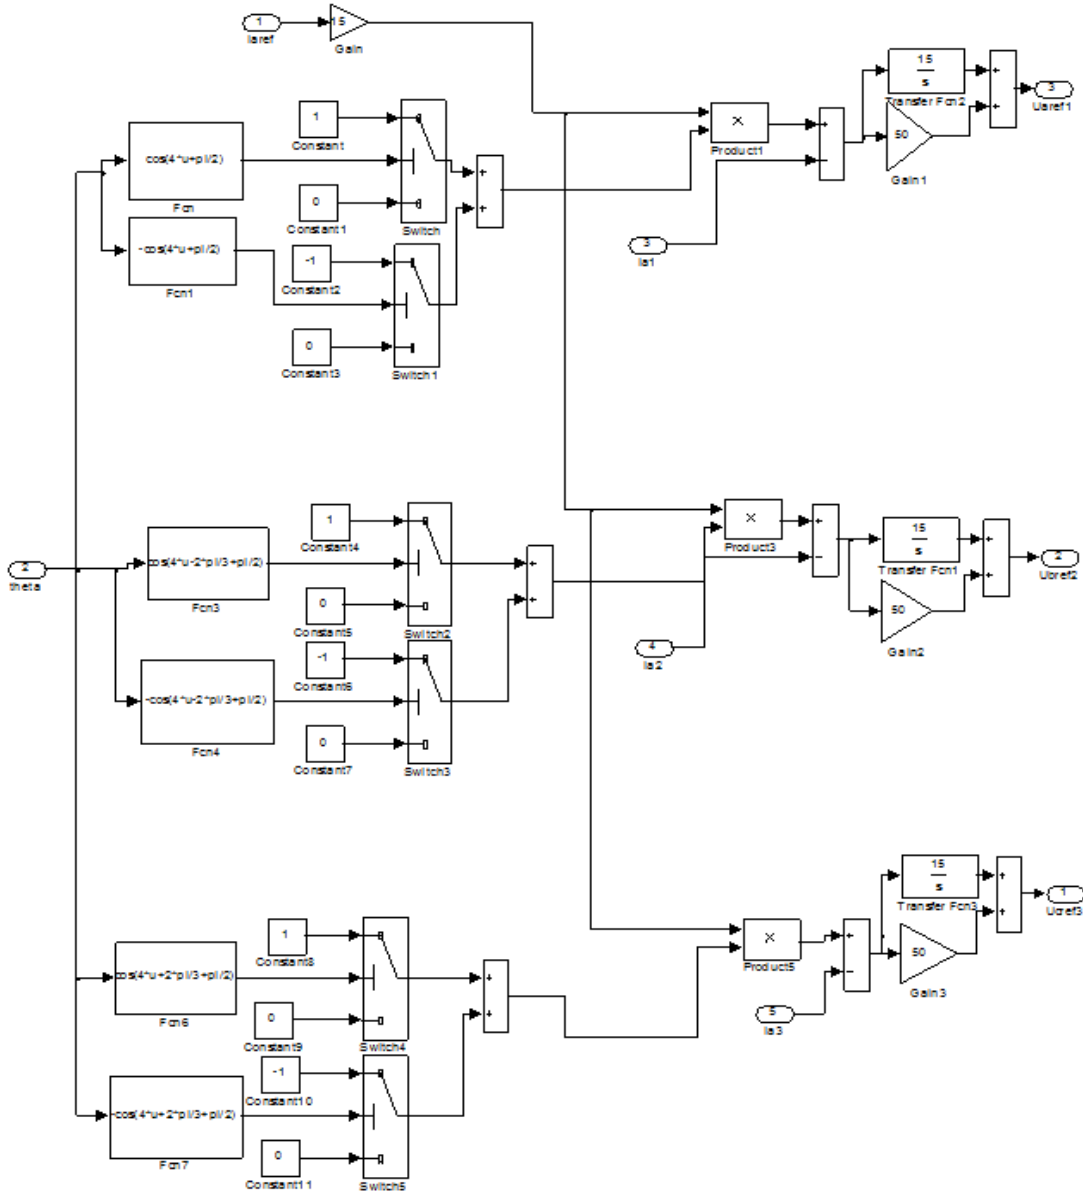 1
Iaref
15
Gain
15
s
Transfer Fcn2
3
Uaref1
1
Constant
cos(4*u+pi/2)
Fcn
0
Constant1
Switch
+
+
×
Product1
+
−
50
Gain1
+
+
-cos(4*u+pi/2)
Fcn1
-1
Constant2
0
Constant3
Switch1
3
Ia1
1
Constant4
cos(4*u-2*pi/3+pi/2)
Fcn3
0
Constant5
Switch2
+
+
×
Product3
+
−
15
s
Transfer Fcn1
+
+
2
Ubref2
2
theta
50
Gain2
4
Ia2
-1
Constant6
-cos(4*u-2*pi/3+pi/2)
Fcn4
0
Constant7
Switch3
15
s
Transfer Fcn3
+
+
1
Ucref3
1
Constant8
cos(4*u+2*pi/3+pi/2)
Fcn6
0
Constant9
Switch4
+
+
×
Product5
+
−
50
Gain3
5
Ia3
-1
Constant10
-cos(4*u+2*pi/3+pi/2)
Fcn7
0
Constant11
Switch5